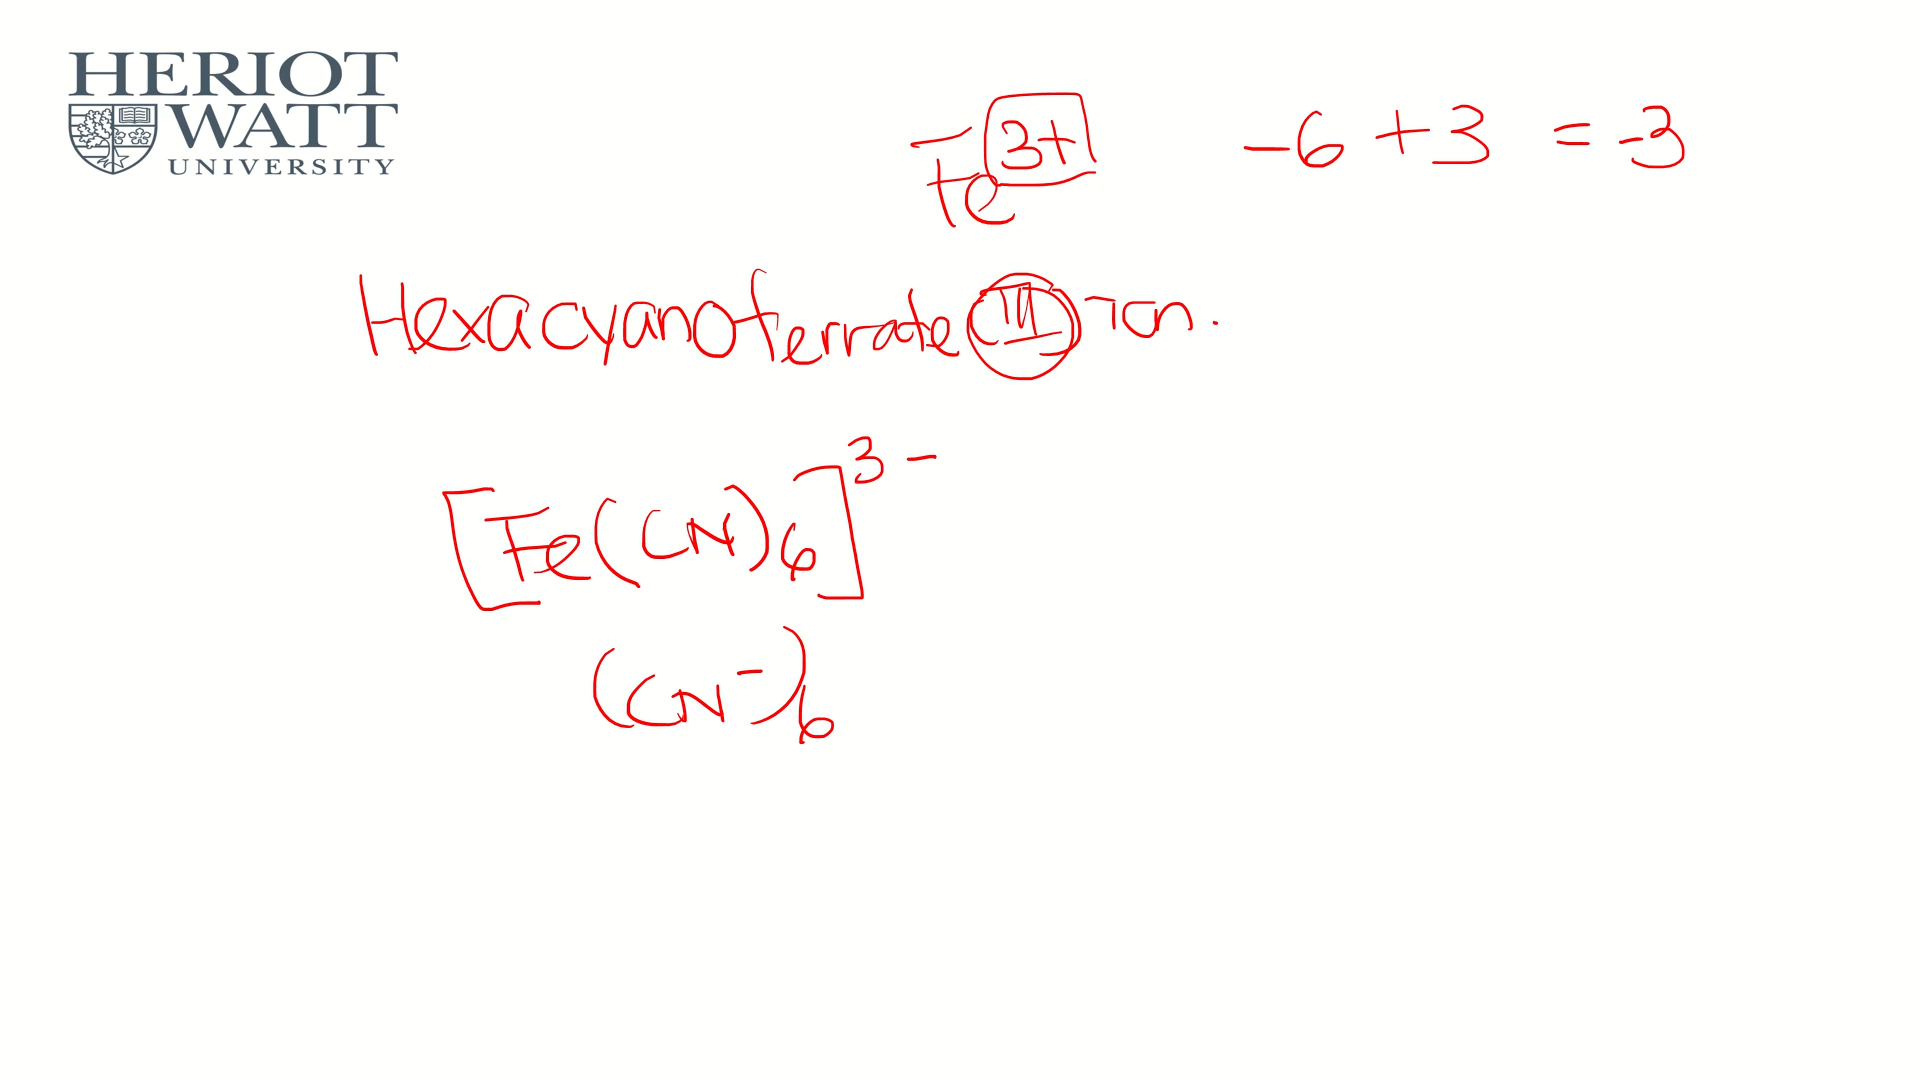 HERIOT
WATT
UNIVERSITY
Fe³⁺ -6 + 3 = -3
Hexacyanoferrate (III) ion.
[Fe(CN)₆]³⁻
(CN⁻)₆